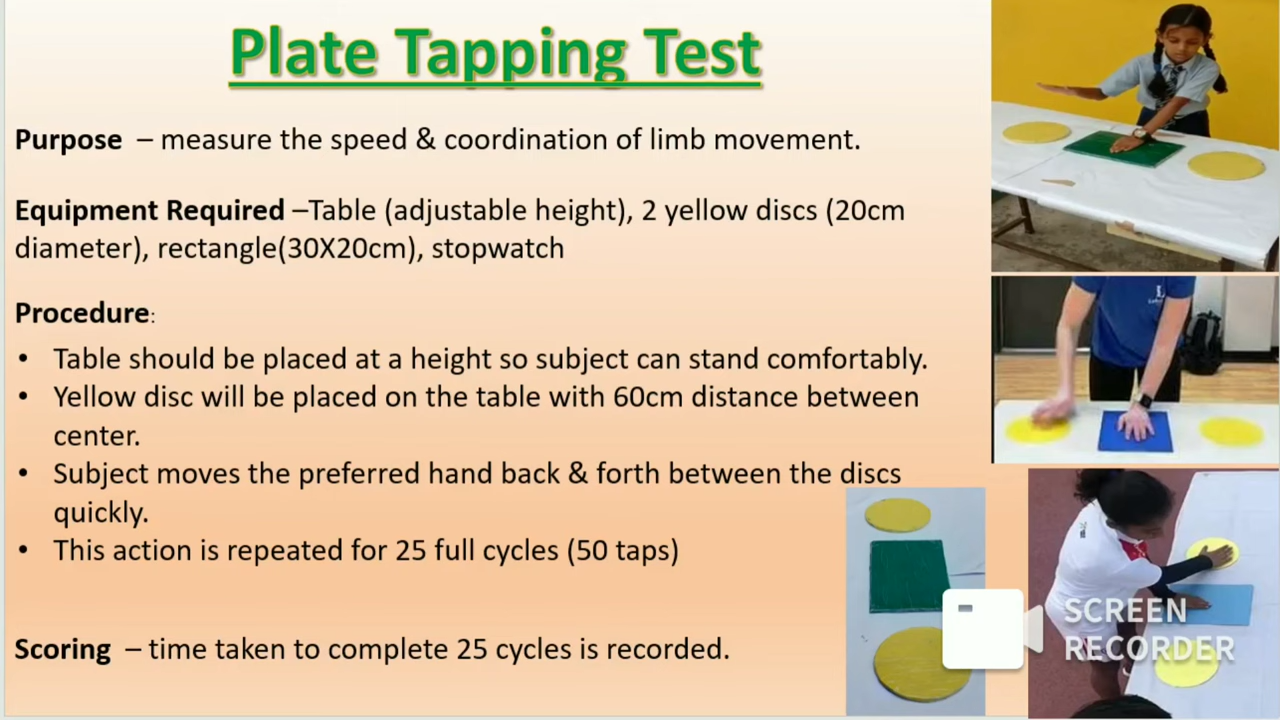 Plate Tapping Test
Purpose – measure the speed & coordination of limb movement.
Equipment Required –Table (adjustable height), 2 yellow discs (20cm
diameter), rectangle(30X20cm), stopwatch
Procedure:
• Table should be placed at a height so subject can stand comfortably.
• Yellow disc will be placed on the table with 60cm distance between
center.
• Subject moves the preferred hand back & forth between the discs
quickly.
• This action is repeated for 25 full cycles (50 taps)
Scoring – time taken to complete 25 cycles is recorded.
SCREEN
RECORDER